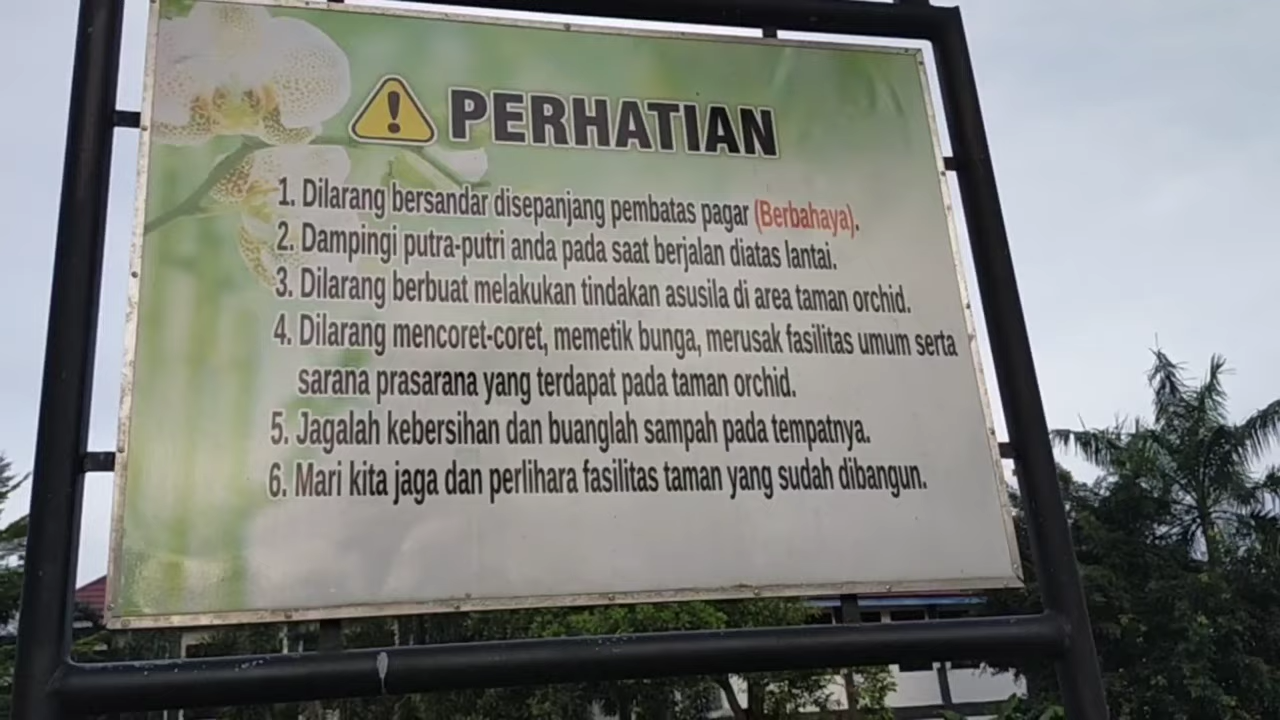 PERHATIAN
1. Dilarang bersandar disepanjang pembatas pagar (Berbahaya).
2. Dampingi putra-putri anda pada saat berjalan diatas lantai.
3. Dilarang berbuat melakukan tindakan asusila di area taman orchid.
4. Dilarang mencoret-coret, memetik bunga, merusak fasilitas umum serta
sarana prasarana yang terdapat pada taman orchid.
5. Jagalah kebersihan dan buanglah sampah pada tempatnya.
6. Mari kita jaga dan perlihara fasilitas taman yang sudah dibangun.